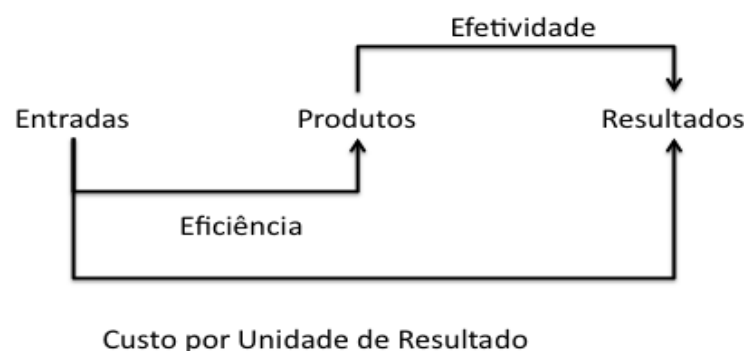 Efetividade
Entradas Produtos Resultados
Eficiência
Custo por Unidade de Resultado